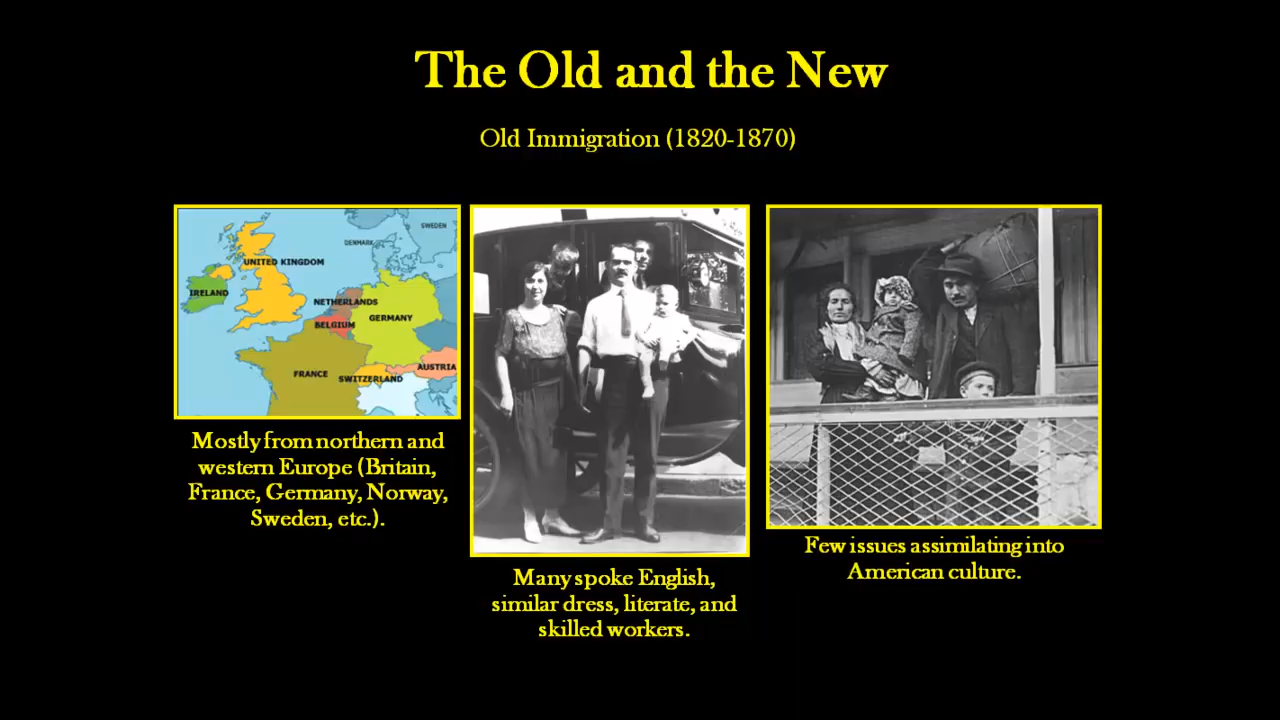 The Old and the New
Old Immigration (1820-1870)
SWEDEN
DENMARK
UNITED KINGDOM
IRELAND
NETHERLANDS
GERMANY
BELGIUM
AUSTRIA
FRANCE
SWITZERLAND
Mostly from northern and
western Europe (Britain,
France, Germany, Norway,
Sweden, etc.).
Many spoke English,
similar dress, literate, and
skilled workers.
Few issues assimilating into
American culture.